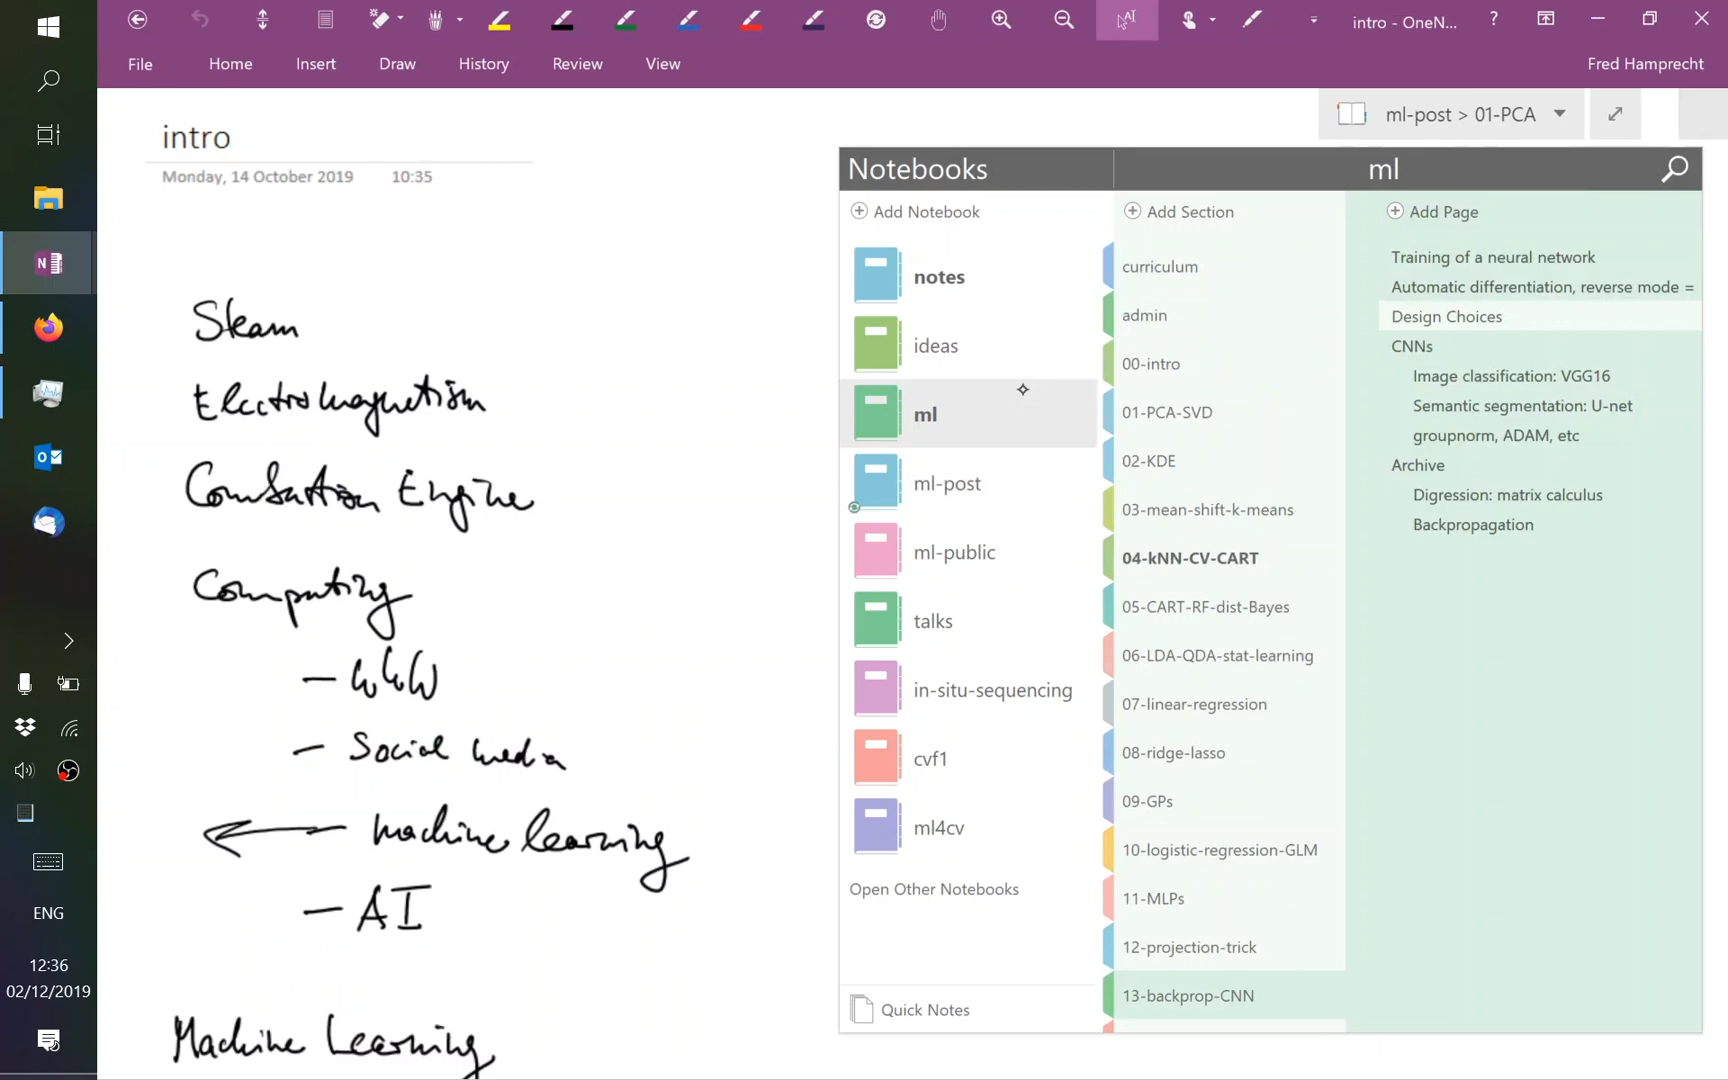 intro - OneN...
?
File
Home
Insert
Draw
History
Review
View
Fred Hamprecht
intro
Monday, 14 October 2019 10:35
ml-post > 01-PCA
Steam
Electromagnetism
Combustion Engine
Computing
- WWW
- Social media
machine learning
- AI
Machine Learning
Notebooks
Add Notebook
notes
ideas
ml
ml-post
ml-public
talks
in-situ-sequencing
cvf1
ml4cv
Open Other Notebooks
Quick Notes
Add Section
curriculum
admin
00-intro
01-PCA-SVD
02-KDE
03-mean-shift-k-means
04-kNN-CV-CART
05-CART-RF-dist-Bayes
06-LDA-QDA-stat-learning
07-linear-regression
08-ridge-lasso
09-GPs
10-logistic-regression-GLM
11-MLPs
12-projection-trick
13-backprop-CNN
ml
Add Page
Training of a neural network
Automatic differentiation, reverse mode =
Design Choices
CNNs
Image classification: VGG16
Semantic segmentation: U-net
groupnorm, ADAM, etc
Archive
Digression: matrix calculus
Backpropagation
ENG
12:36
02/12/2019